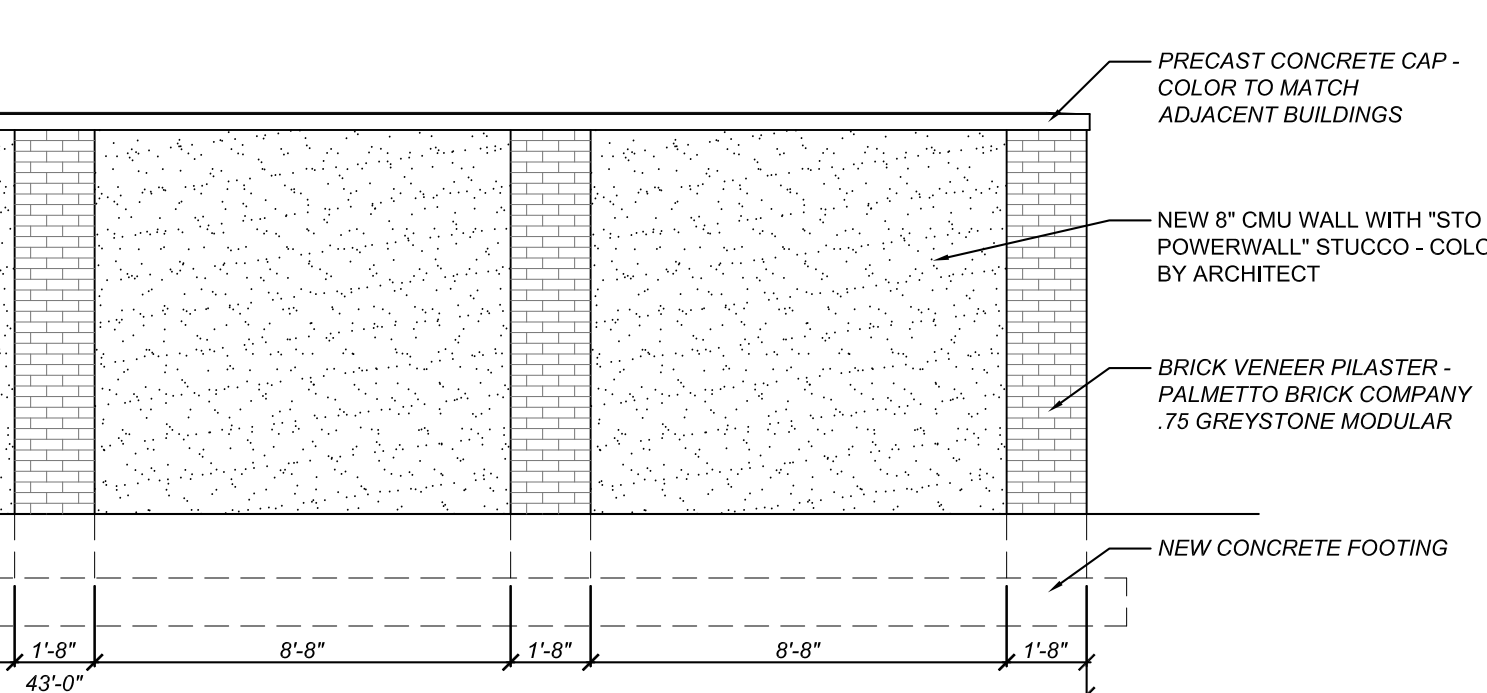 PRECAST CONCRETE CAP -
COLOR TO MATCH
ADJACENT BUILDINGS
NEW 8" CMU WALL WITH "STO
POWERWALL" STUCCO - COLO
BY ARCHITECT
BRICK VENEER PILASTER -
PALMETTO BRICK COMPANY
.75 GREYSTONE MODULAR
NEW CONCRETE FOOTING
1'-8" 8'-8" 1'-8" 8'-8" 1'-8"
43'-0"